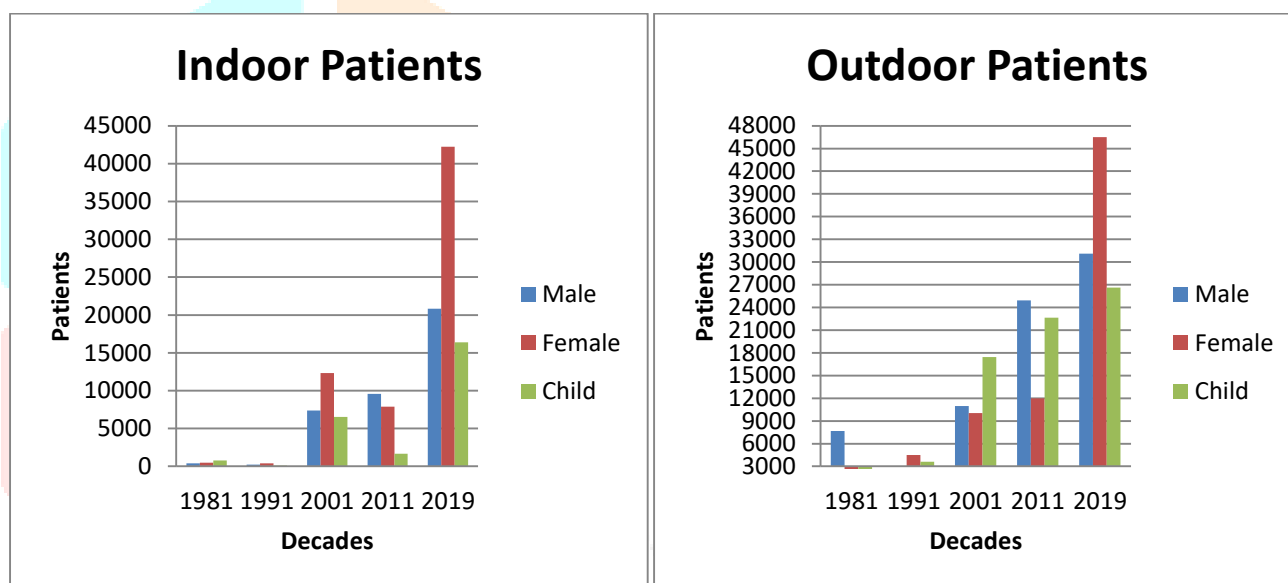 Indoor Patients
45000
40000
35000
30000
25000
20000
15000
10000
5000
0
Patients
1981 1991 2001 2011 2019
Decades
Male
Female
Child
Outdoor Patients
48000
45000
42000
39000
36000
33000
30000
27000
24000
21000
18000
15000
12000
9000
6000
3000
Patients
1981 1991 2001 2011 2019
Decades
Male
Female
Child